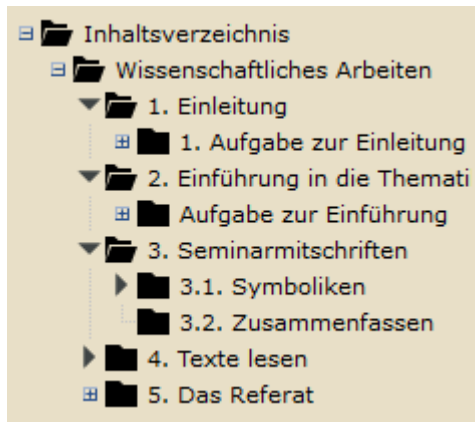 Inhaltsverzeichnis
Wissenschaftliches Arbeiten
1. Einleitung
1. Aufgabe zur Einleitung
2. Einführung in die Themati
Aufgabe zur Einführung
3. Seminarmitschriften
3.1. Symboliken
3.2. Zusammenfassen
4. Texte lesen
5. Das Referat